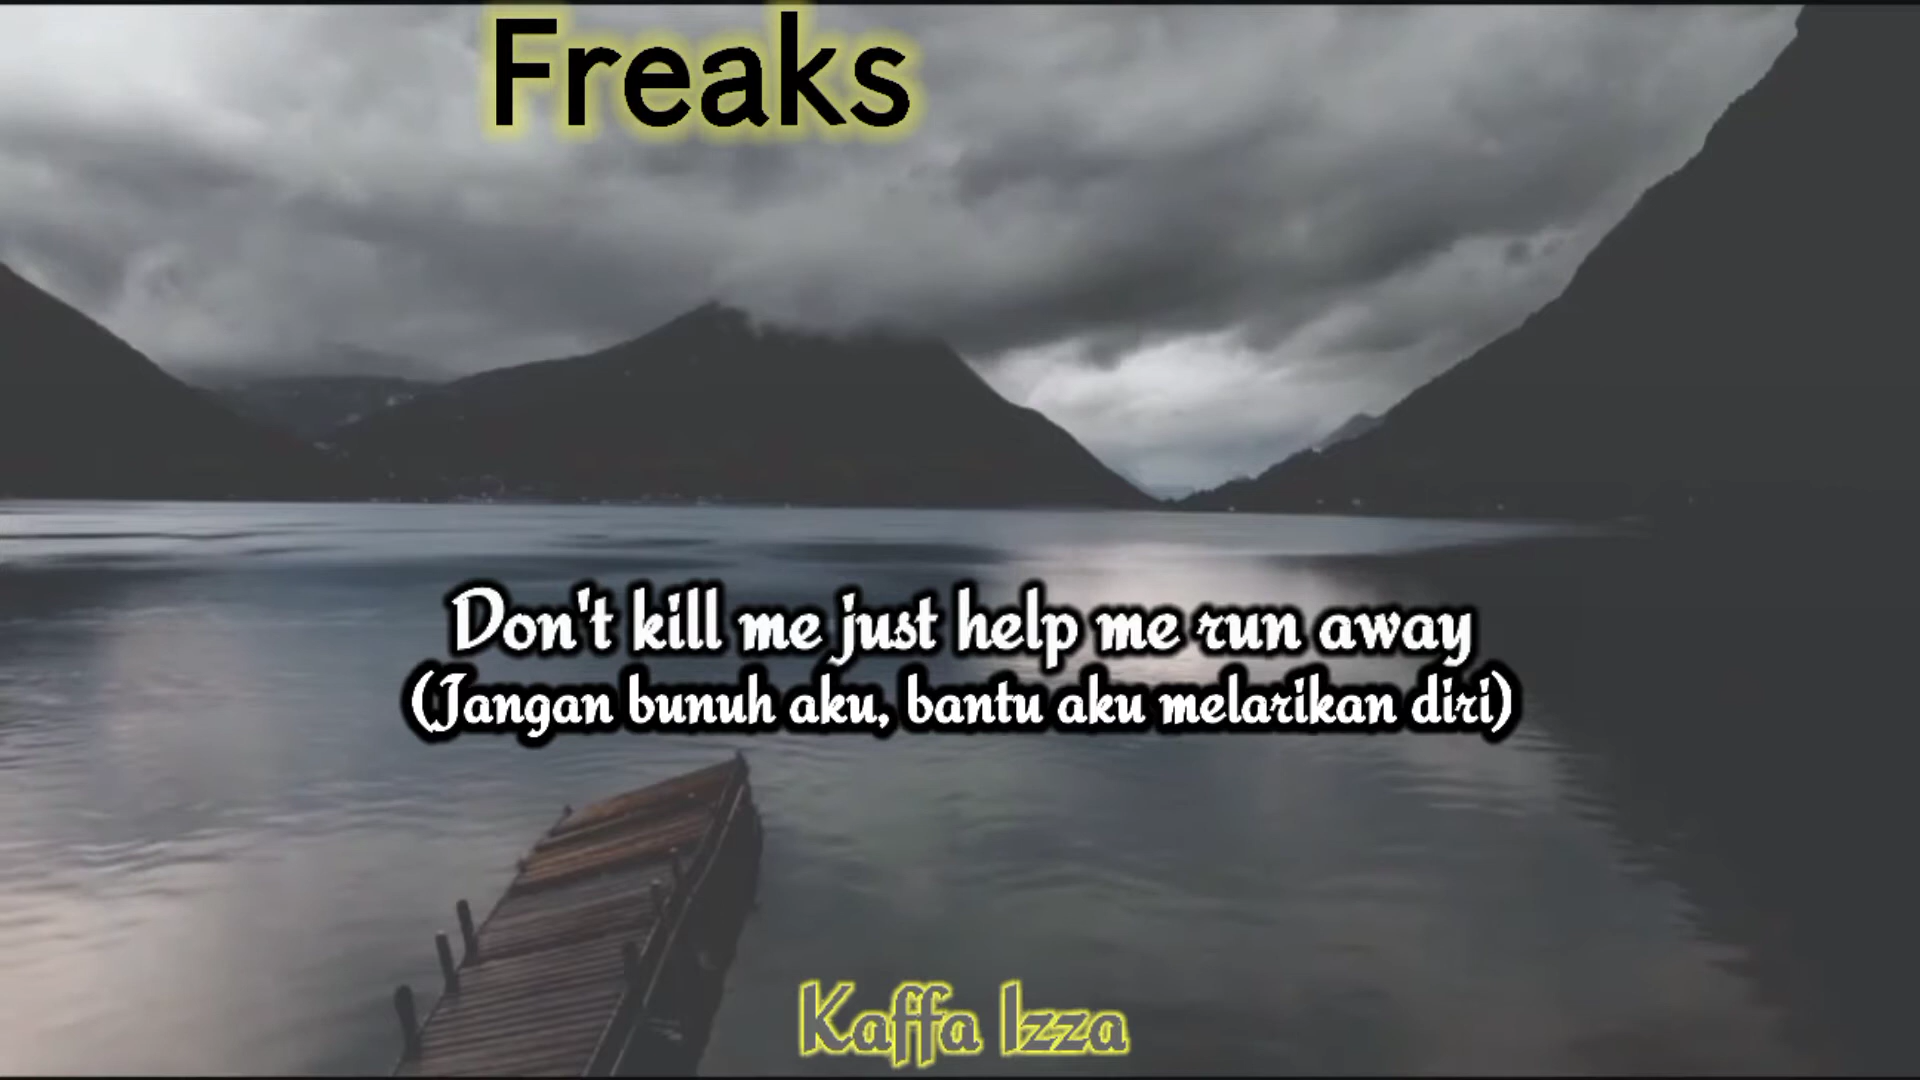 Freaks
Don't kill me just help me run away
(Jangan bunuh aku, bantu aku melarikan diri)
Kaffa Izza